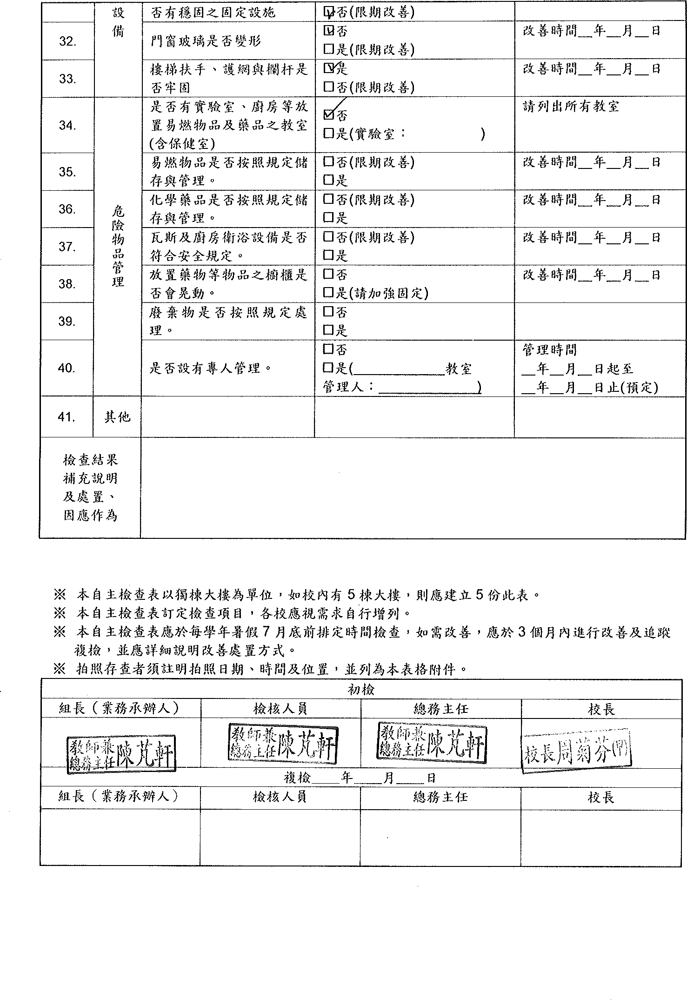 設備
否有穩固之固定設施
☑否(限期改善)
32.
門窗玻璃是否變形
☑否
□是(限期改善)
改善時間__年__月__日
33.
樓梯扶手、護網與欄杆是
否牢固
☑是
□否(限期改善)
改善時間__年__月__日
危險物品管理
34.
是否有實驗室、廚房等放
置易燃物品及藥品之教室
(含保健室)
☑否
□是(實驗室：          )
請列出所有教室
35.
易燃物品是否按照規定儲
存與管理。
□否(限期改善)
□是
改善時間__年__月__日
36.
化學藥品是否按照規定儲
存與管理。
□否(限期改善)
□是
改善時間__年__月__日
37.
瓦斯及廚房衛浴設備是否
符合安全規定。
□否(限期改善)
□是
改善時間__年__月__日
38.
放置藥物等物品之櫥櫃是
否會晃動。
□否
□是(請加強固定)
改善時間__年__月__日
39.
廢棄物是否按照規定處
理。
□否
□是
40.
是否設有專人管理。
□否
□是(____________教室
管理人：_____________)
管理時間
__年__月__日起至
__年__月__日止(預定)
41.
其他
檢查結果
補充說明
及處置、
因應作為
※ 本自主檢查表以獨棟大樓為單位，如校內有 5 棟大樓，則應建立 5 份此表。
※ 本自主檢查表訂定檢查項目，各校應視需求自行增列。
※ 本自主檢查表應於每學年暑假 7 月底前排定時間檢查，如需改善，應於 3 個月內進行改善及追蹤
複檢，並應詳細說明改善處置方式。
※ 拍照存查者須註明拍照日期、時間及位置，並列為本表格附件。
初檢
組長（業務承辦人） 檢核人員 總務主任 校長
教師兼總務主任陳芃軒
教師兼總務主任陳芃軒
教師兼總務主任陳芃軒
校長周菊芬(甲)
複檢____年____月____日
組長（業務承辦人） 檢核人員 總務主任 校長